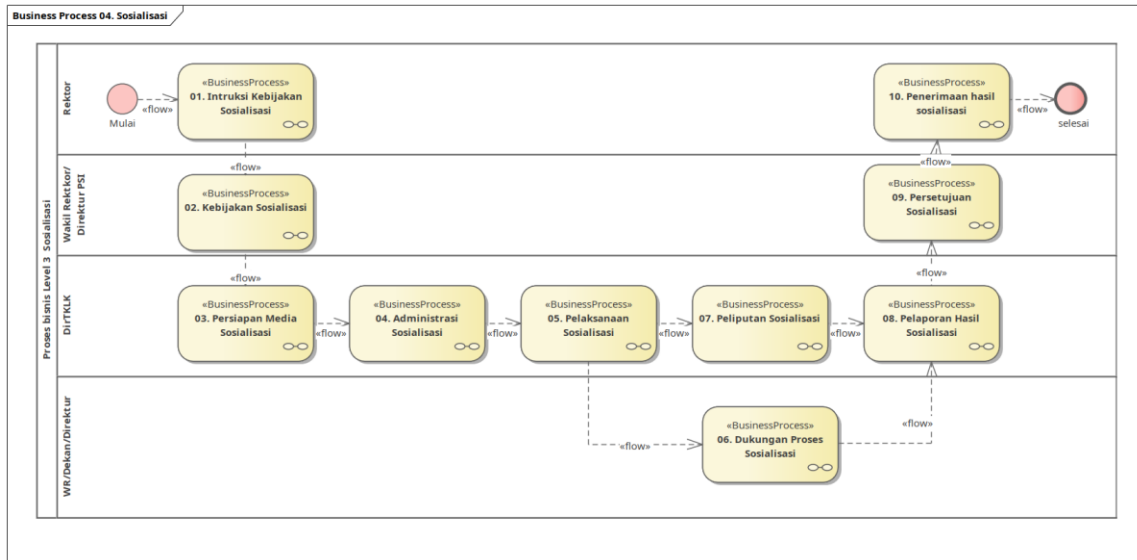 Business Process 04. Sosialisasi
Proses bisnis Level 3 Sosialisasi
Rektor
Mulai
«flow»
«BusinessProcess»
01. Intruksi Kebijakan
Sosialisasi
«BusinessProcess»
10. Penerimaan hasil
sosialisasi
«flow»
selesai
«flow»
«flow»
Wakil Rektkor/
Direktur PSI
«BusinessProcess»
02. Kebijakan Sosialisasi
«BusinessProcess»
09. Persetujuan
Sosialisasi
«flow»
«flow»
DirTKLK
«BusinessProcess»
03. Persiapan Media
Sosialisasi
«flow»
«BusinessProcess»
04. Administrasi
Sosialisasi
«flow»
«BusinessProcess»
05. Pelaksanaan
Sosialisasi
«flow»
«BusinessProcess»
07. Peliputan Sosialisasi
«flow»
«BusinessProcess»
08. Pelaporan Hasil
Sosialisasi
WR/Dekan/Direktur
«flow»
«BusinessProcess»
06. Dukungan Proses
Sosialisasi
«flow»